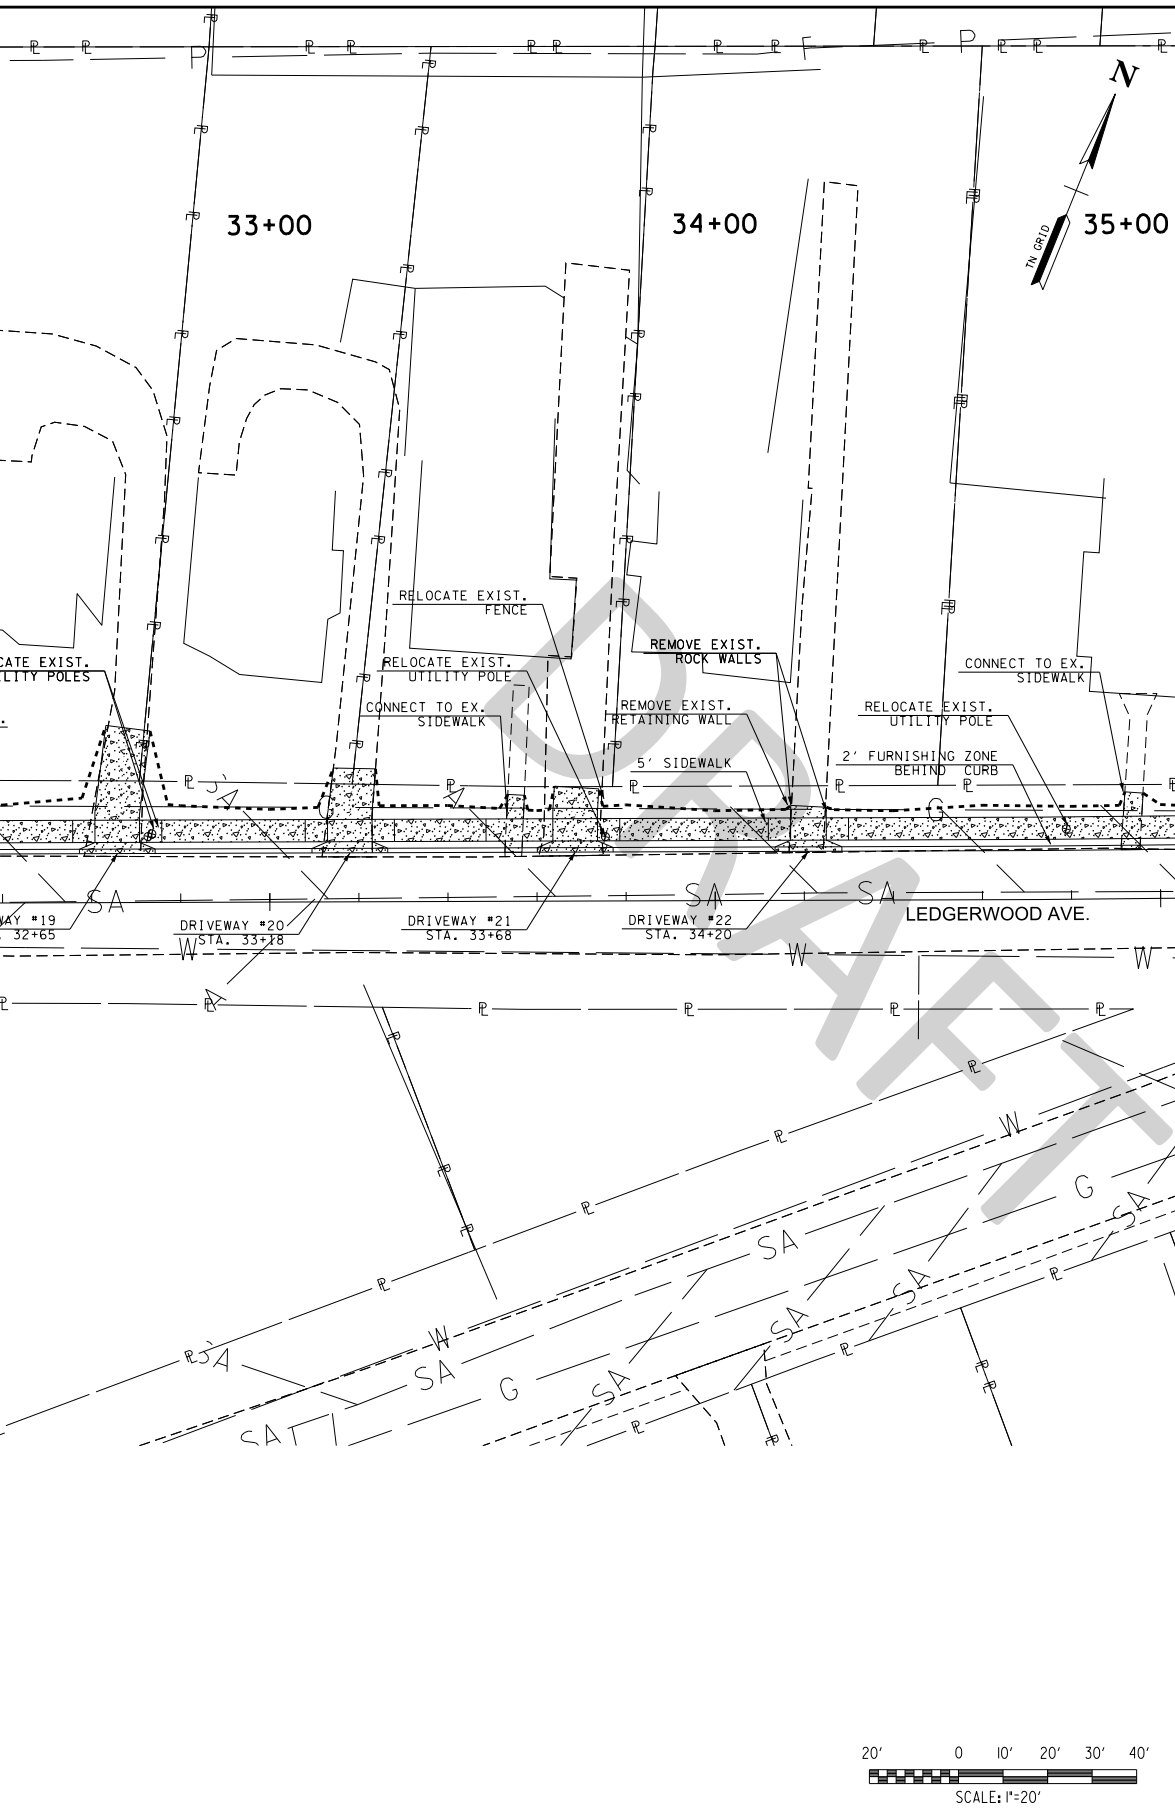 N
33+00
34+00
35+00
TN GRID
RELOCATE EXIST.
FENCE
REMOVE EXIST.
ROCK WALLS
CATE EXIST.
LITY POLES
RELOCATE EXIST.
UTILITY POLE
CONNECT TO EX.
SIDEWALK
CONNECT TO EX.
SIDEWALK
REMOVE EXIST.
RETAINING WALL
RELOCATE EXIST.
UTILITY POLE
5' SIDEWALK
2' FURNISHING ZONE
BEHIND CURB
WAY #19
. 32+65
DRIVEWAY #20
STA. 33+18
DRIVEWAY #21
STA. 33+68
DRIVEWAY #22
STA. 34+20
LEDGERWOOD AVE.
SA
SA
SA
W
W
W
DRAFT
W
G
SA
SA
SA
SA
W
SA
G
SA
20' 0 10' 20' 30' 40'
SCALE: 1"=20'